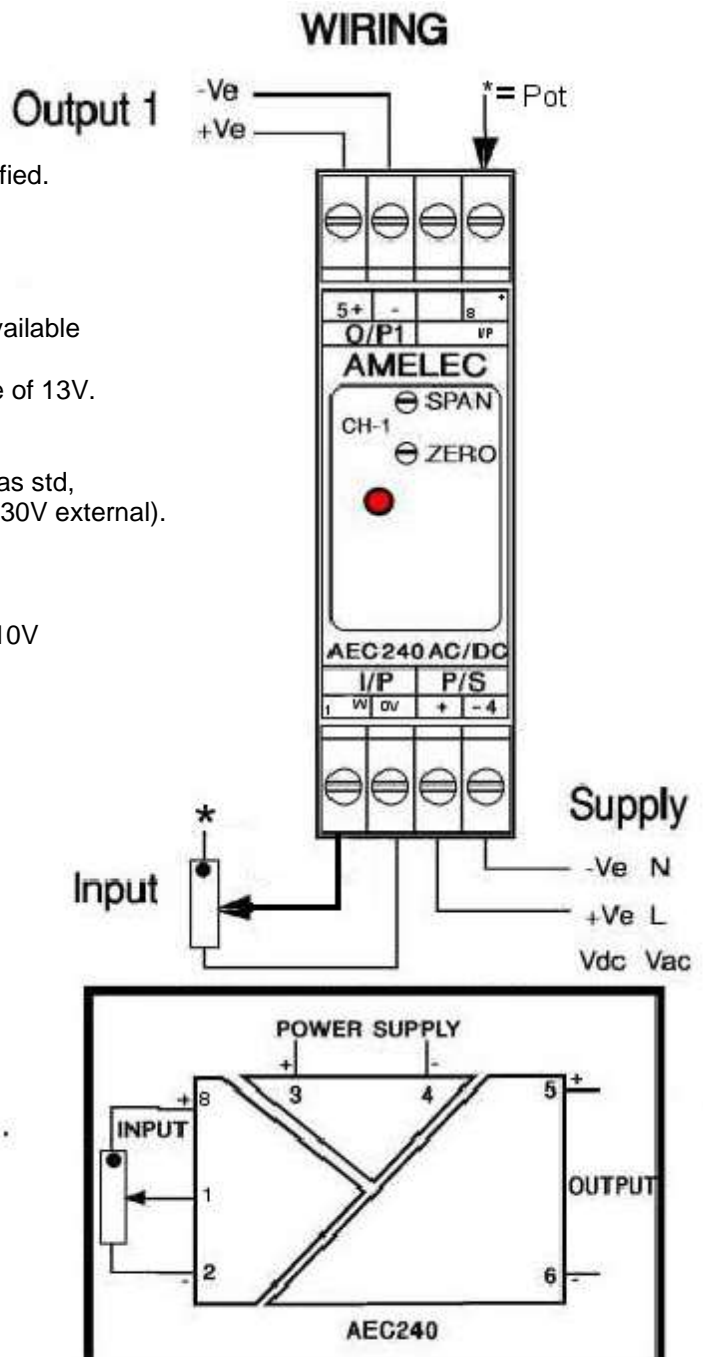 WIRING
Output 1
-Ve
+Ve
*= Pot
fied.
vailable
e of 13V.
as std,
30V external).
10V
5+ - 8 +
O/P1 I/P
AMELEC
SPAN
CH-1
ZERO
AEC240 AC/DC
I/P P/S
1 W 0V + - 4
*
Input
Supply
-Ve N
+Ve L
Vdc Vac
.
POWER SUPPLY
+ -
3 4
+ 8
INPUT
1
- 2
5 +
OUTPUT
6 -
AEC240